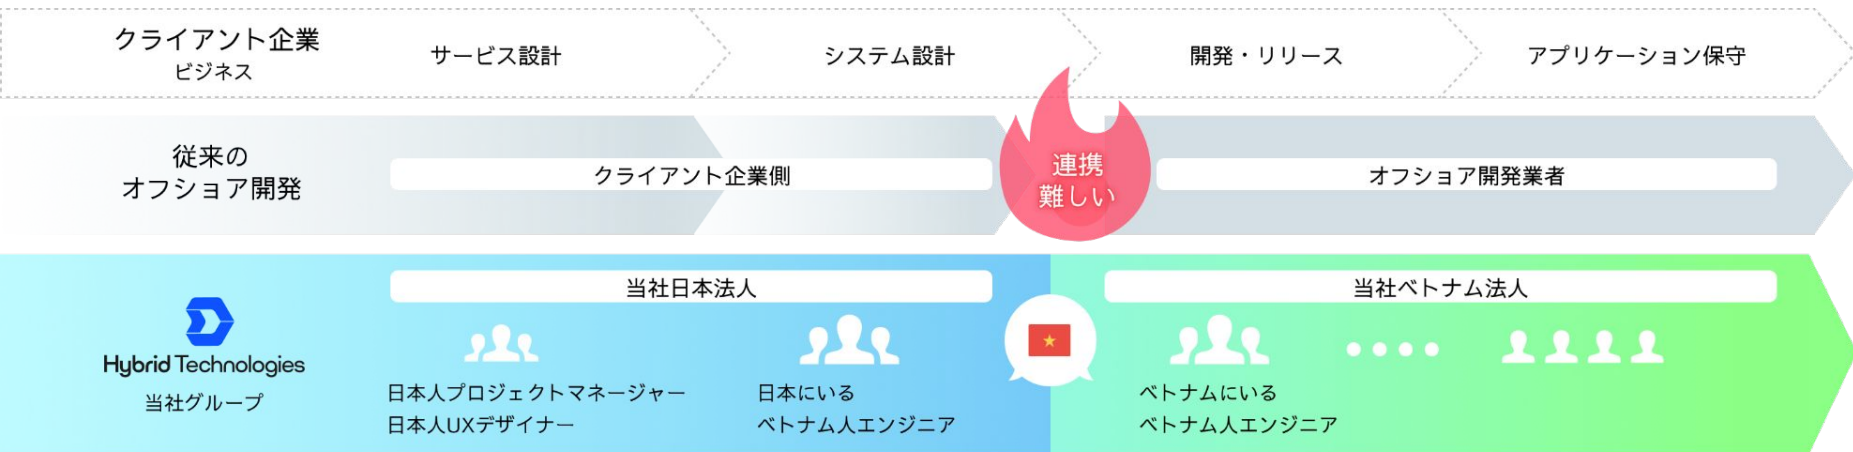 クライアント企業
ビジネス
サービス設計
システム設計
開発・リリース
アプリケーション保守
従来の
オフショア開発
クライアント企業側
連携
難しい
オフショア開発業者
Hybrid Technologies
当社グループ
当社日本法人
日本人プロジェクトマネージャー
日本人UXデザイナー
日本にいる
ベトナム人エンジニア
当社ベトナム法人
ベトナムにいる
ベトナム人エンジニア